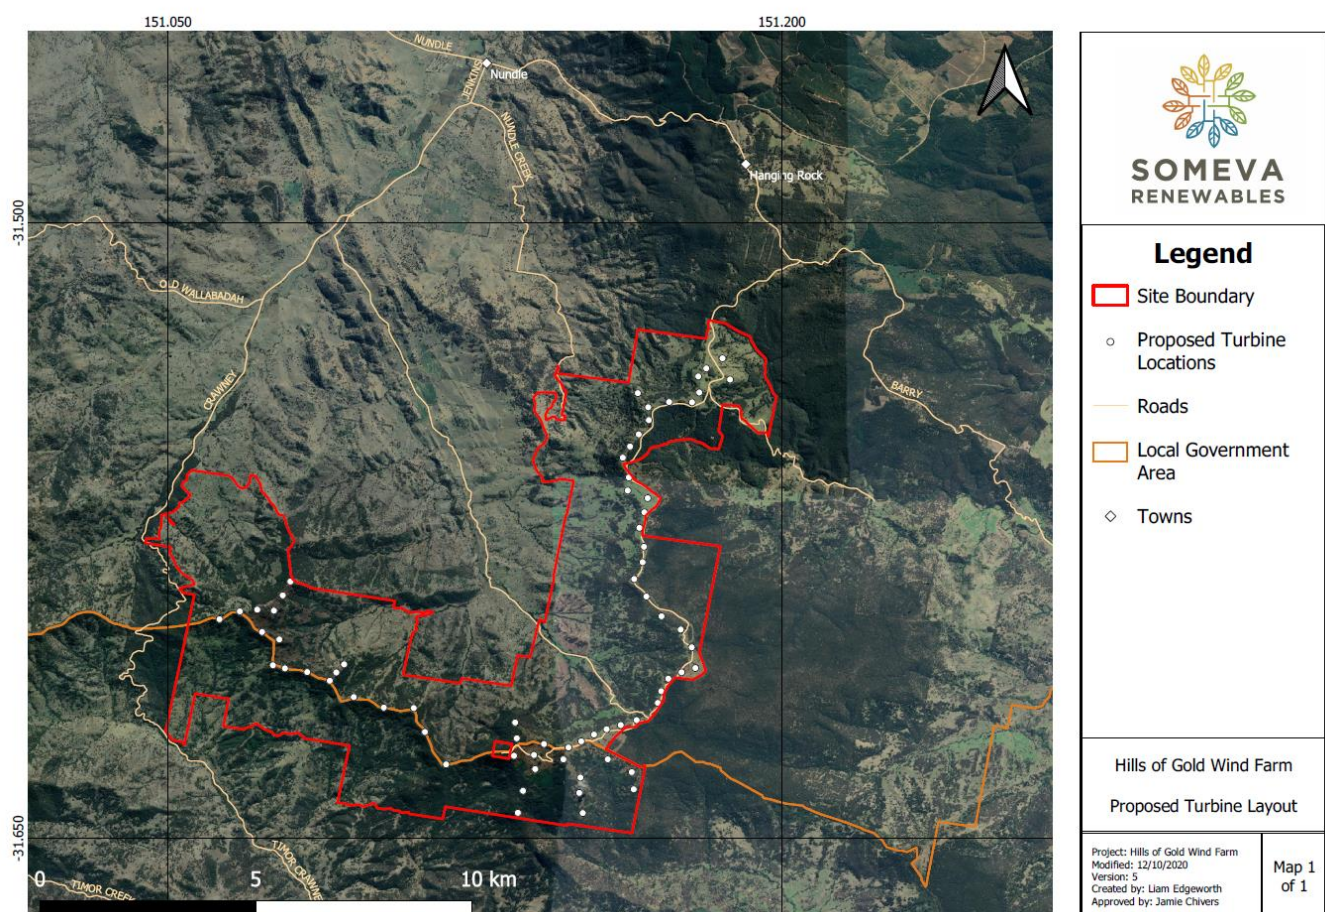 151.050
151.200
NUNDLE
Nundle
JENKINS
NUNDLE CREEK
Hanging Rock
-31.500
OLD WALLABADAH
CRAWNEY
BARRY
-31.650
TIMOR CRAWNEY
TIMOR CREEK
0
5
10 km
SOMEVA
RENEWABLES
Legend
Site Boundary
Proposed Turbine
Locations
Roads
Local Government
Area
Towns
Hills of Gold Wind Farm
Proposed Turbine Layout
Project: Hills of Gold Wind Farm
Modified: 12/10/2020
Version: 5
Created by: Liam Edgeworth
Approved by: Jamie Chivers
Map 1
of 1